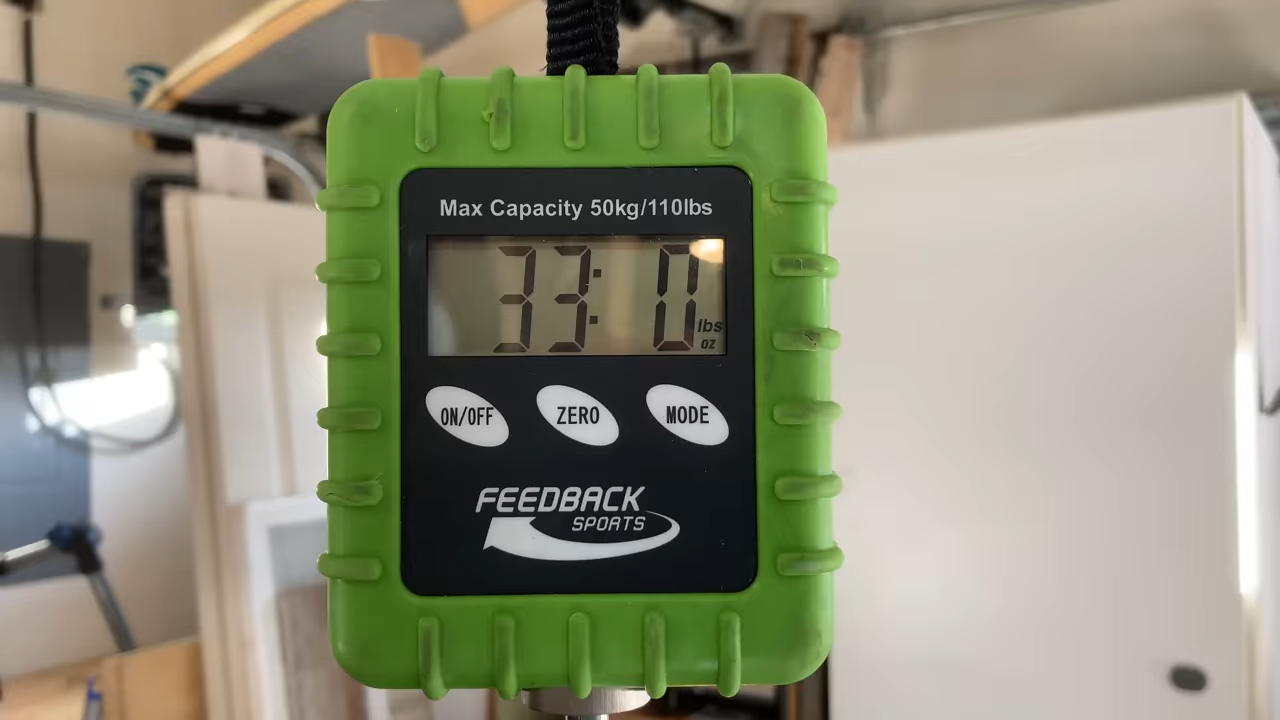 Max Capacity 50kg/110lbs
33: 0 lbs oz
ON/OFF ZERO MODE
FEEDBACK
SPORTS